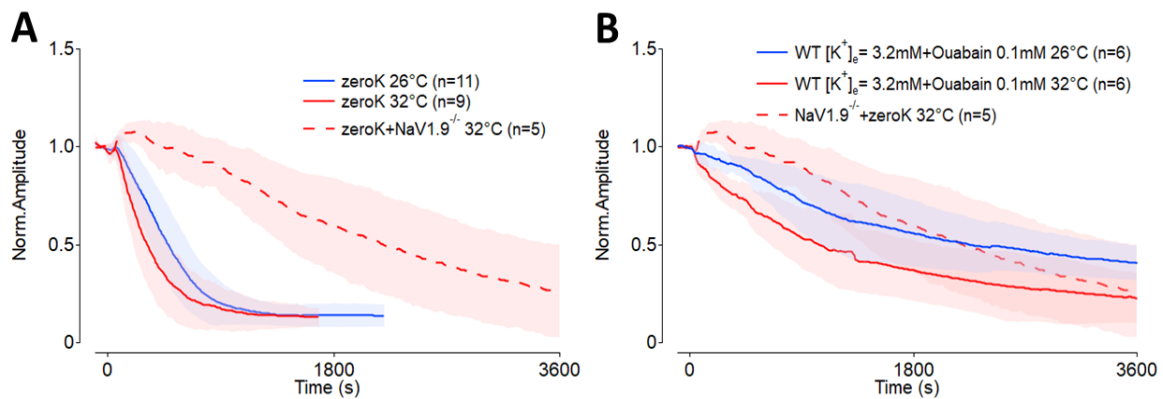 A
1.5
1.0
0.5
0
Norm.Amplitude
zeroK 26°C (n=11)
zeroK 32°C (n=9)
zeroK+NaV1.9-/- 32°C (n=5)
0
1800
3600
Time (s)
B
1.5
1.0
0.5
0
Norm.Amplitude
WT [K+]e= 3.2mM+Ouabain 0.1mM 26°C (n=6)
WT [K+]e= 3.2mM+Ouabain 0.1mM 32°C (n=6)
NaV1.9-/-+zeroK 32°C (n=5)
0
1800
3600
Time (s)